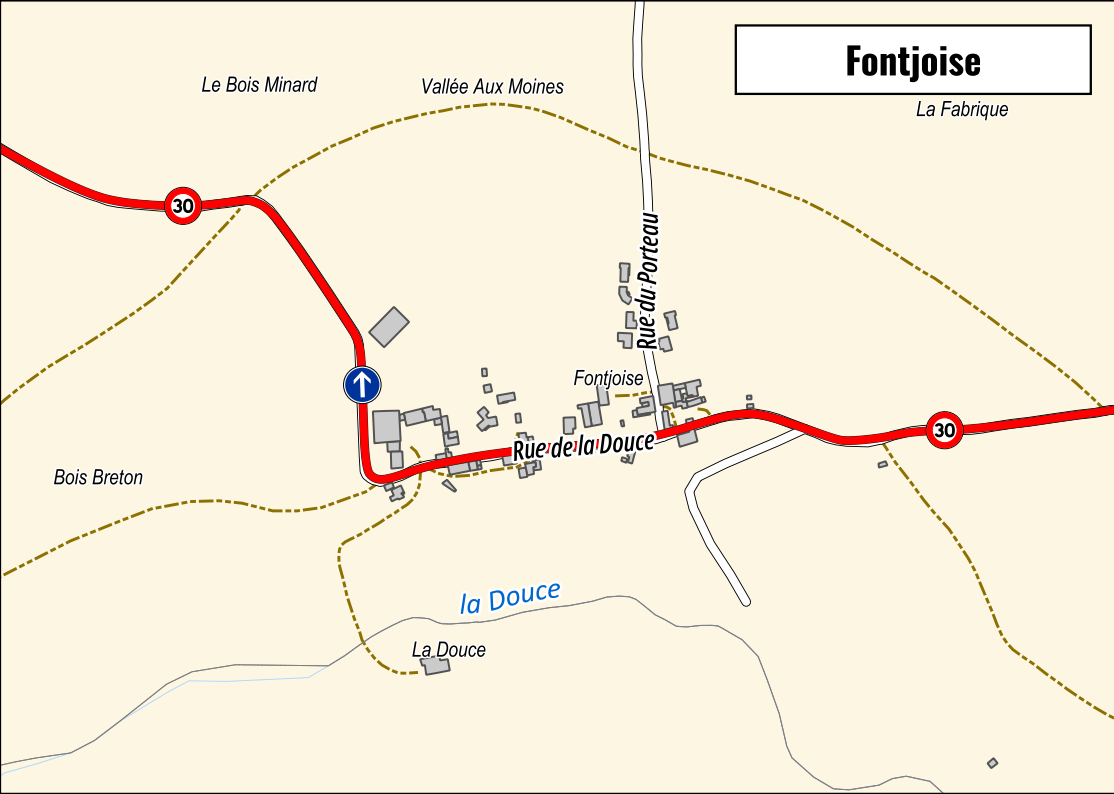 Fontjoise
Le Bois Minard
Vallée Aux Moines
La Fabrique
30
Rue du Porteau
Fontjoise
30
Rue de la Douce
Bois Breton
la Douce
La Douce